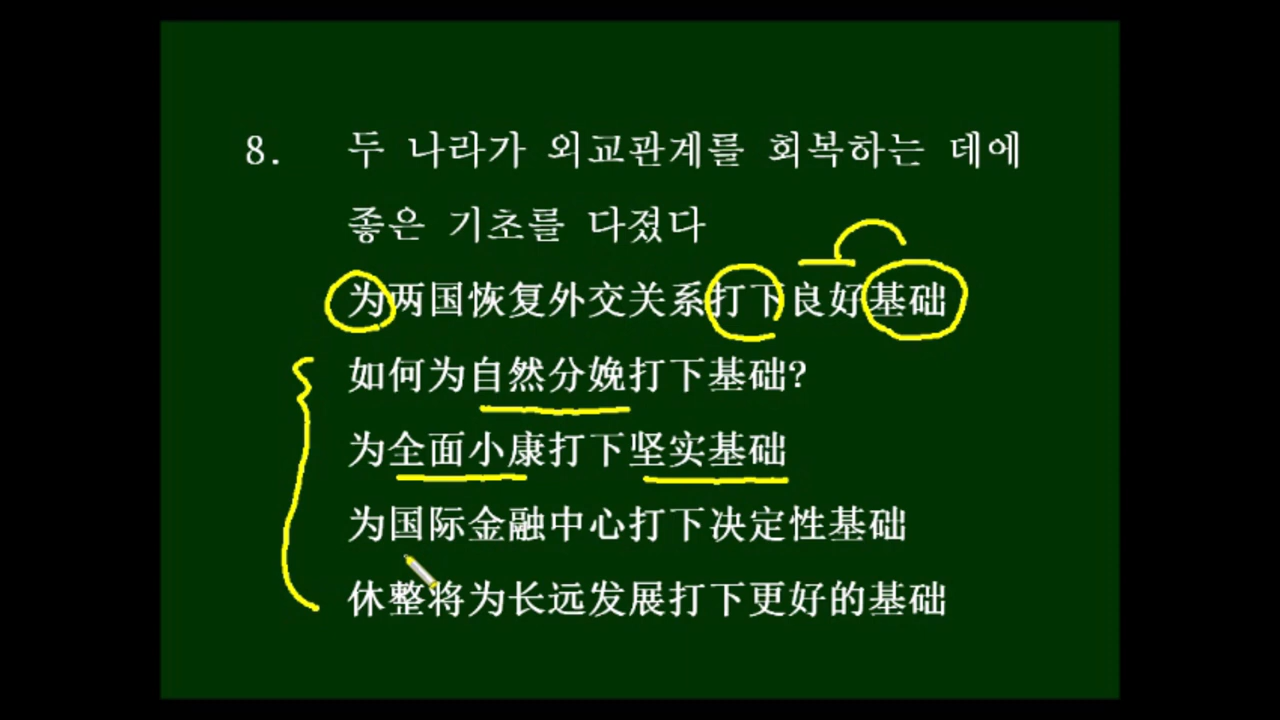 8. 두 나라가 외교관계를 회복하는 데에
좋은 기초를 다졌다
为两国恢复外交关系打下良好基础
如何为自然分娩打下基础?
为全面小康打下坚实基础
为国际金融中心打下决定性基础
休整将为长远发展打下更好的基础